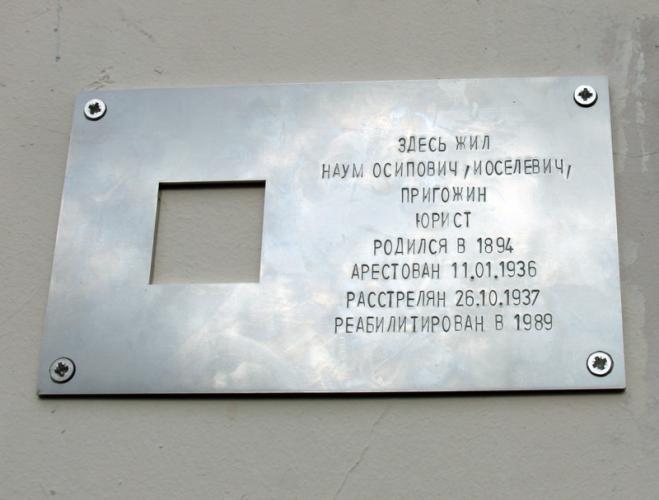 ЗДЕСЬ ЖИЛ
НАУМ ОСИПОВИЧ /ИОСЕЛЕВИЧ/
ПРИГОЖИН
ЮРИСТ
РОДИЛСЯ В 1894
АРЕСТОВАН 11.01.1936
РАССТРЕЛЯН 26.10.1937
РЕАБИЛИТИРОВАН В 1989